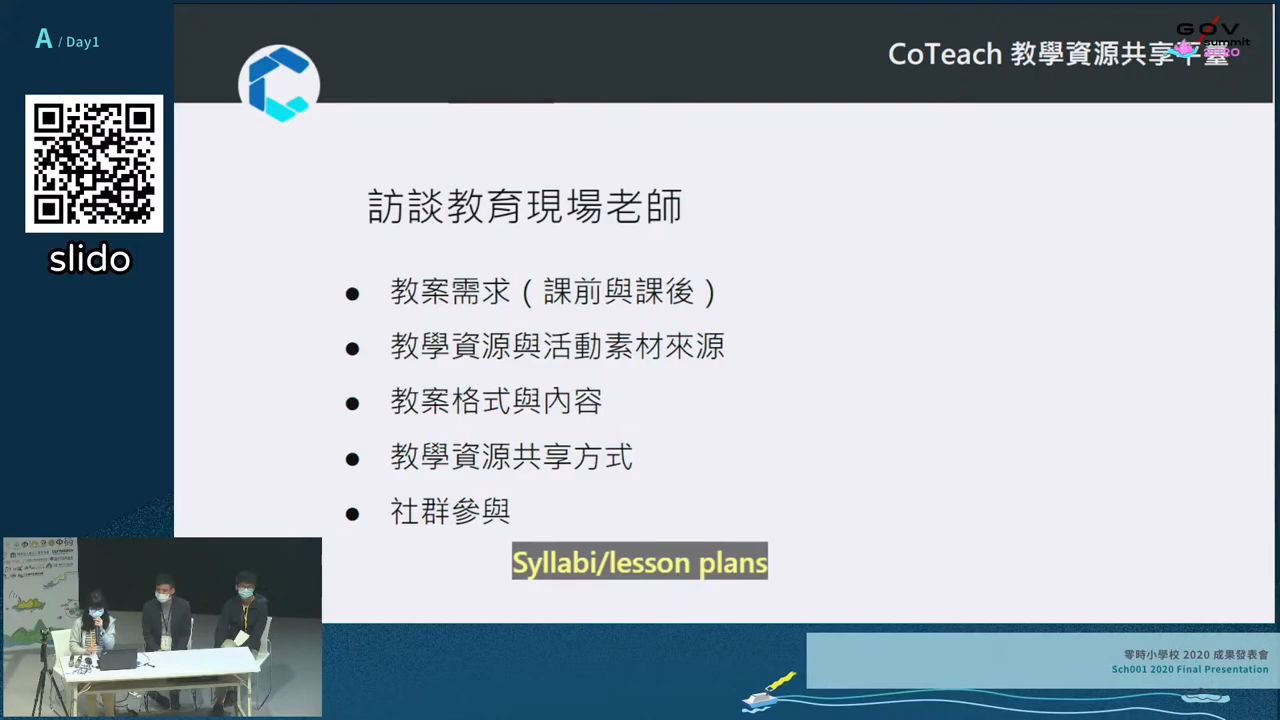 A / Day1
slido
CoTeach 教學資源共享平臺
GOV
summit
2020
訪談教育現場老師
● 教案需求（課前與課後）
● 教學資源與活動素材來源
● 教案格式與內容
● 教學資源共享方式
● 社群參與
Syllabi/lesson plans
零時小學校 2020 成果發表會
Sch001 2020 Final Presentation